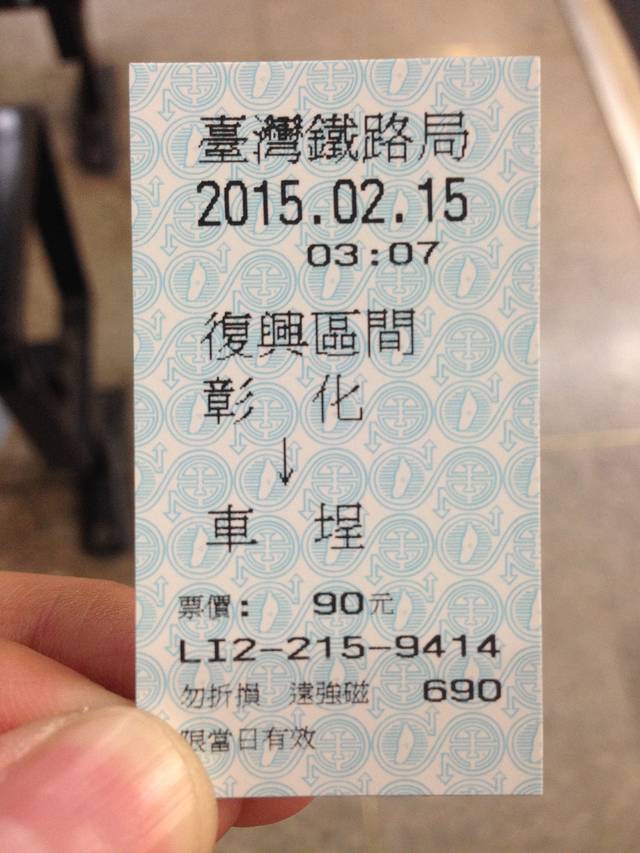 臺灣鐵路局
2015.02.15
03:07
復興區間
彰 化
↓
車 埕
票價: 90元
LI2-215-9414
勿折損 遠強磁 690
限當日有效